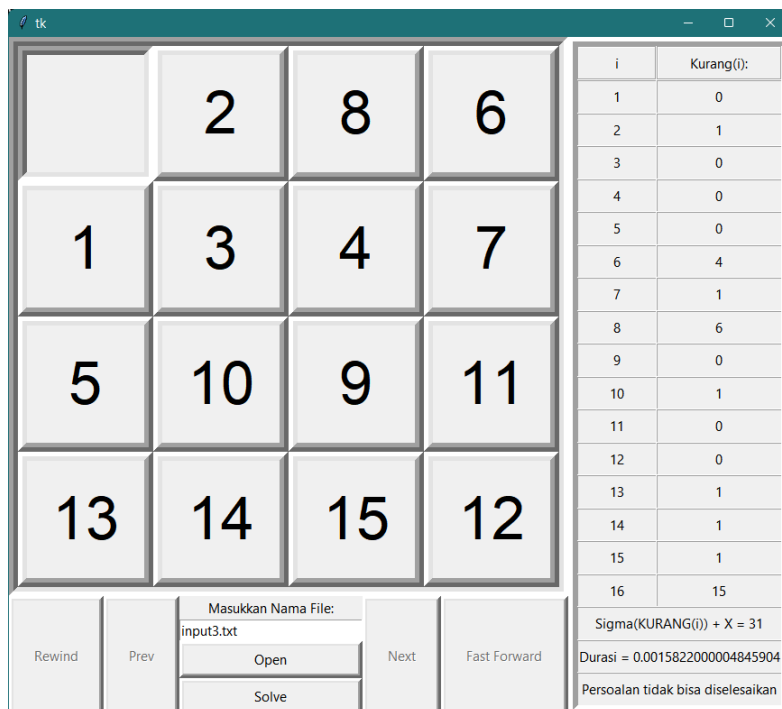 tk
2 8 6
1 3 4 7
5 10 9 11
13 14 15 12
i Kurang(i):
1 0
2 1
3 0
4 0
5 0
6 4
7 1
8 6
9 0
10 1
11 0
12 0
13 1
14 1
15 1
16 15
Sigma(KURANG(i)) + X = 31
Durasi = 0.0015822000004845904
Persoalan tidak bisa diselesaikan
Masukkan Nama File:
input3.txt
Rewind Prev Open Next Fast Forward
Solve